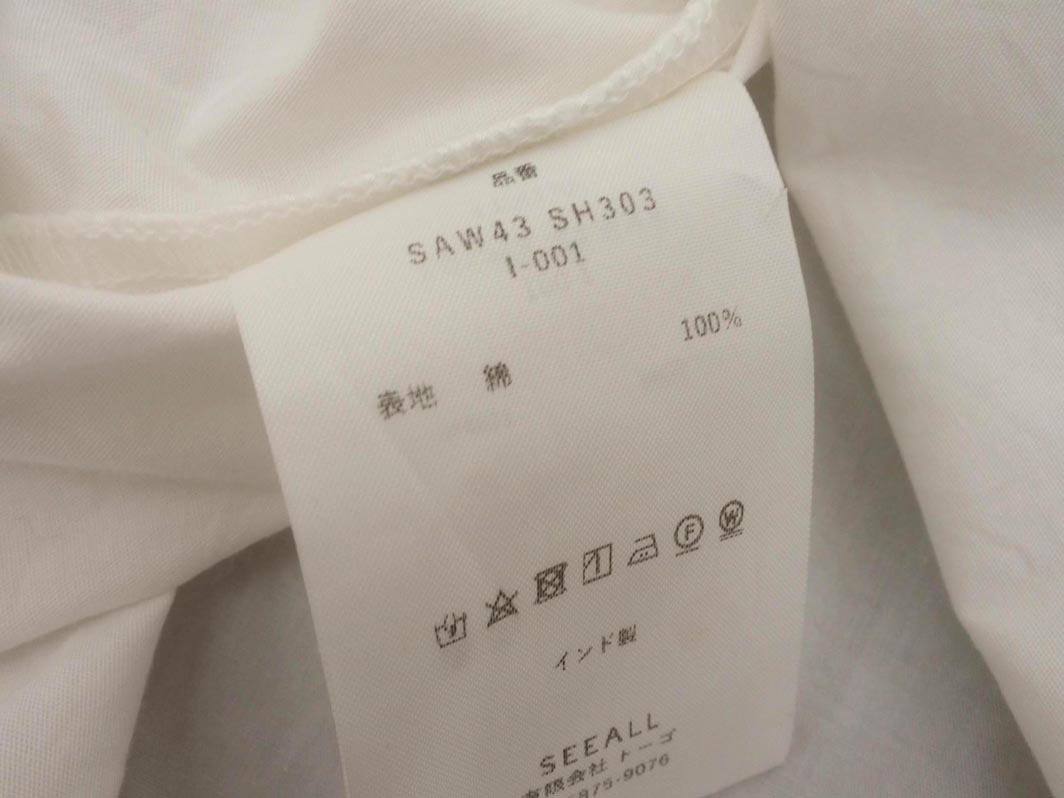 品番
SAW43 SH303
I-001
表地 綿 100%
F W
インド製
SEEALL
有限会社 トーゴ
875-9076